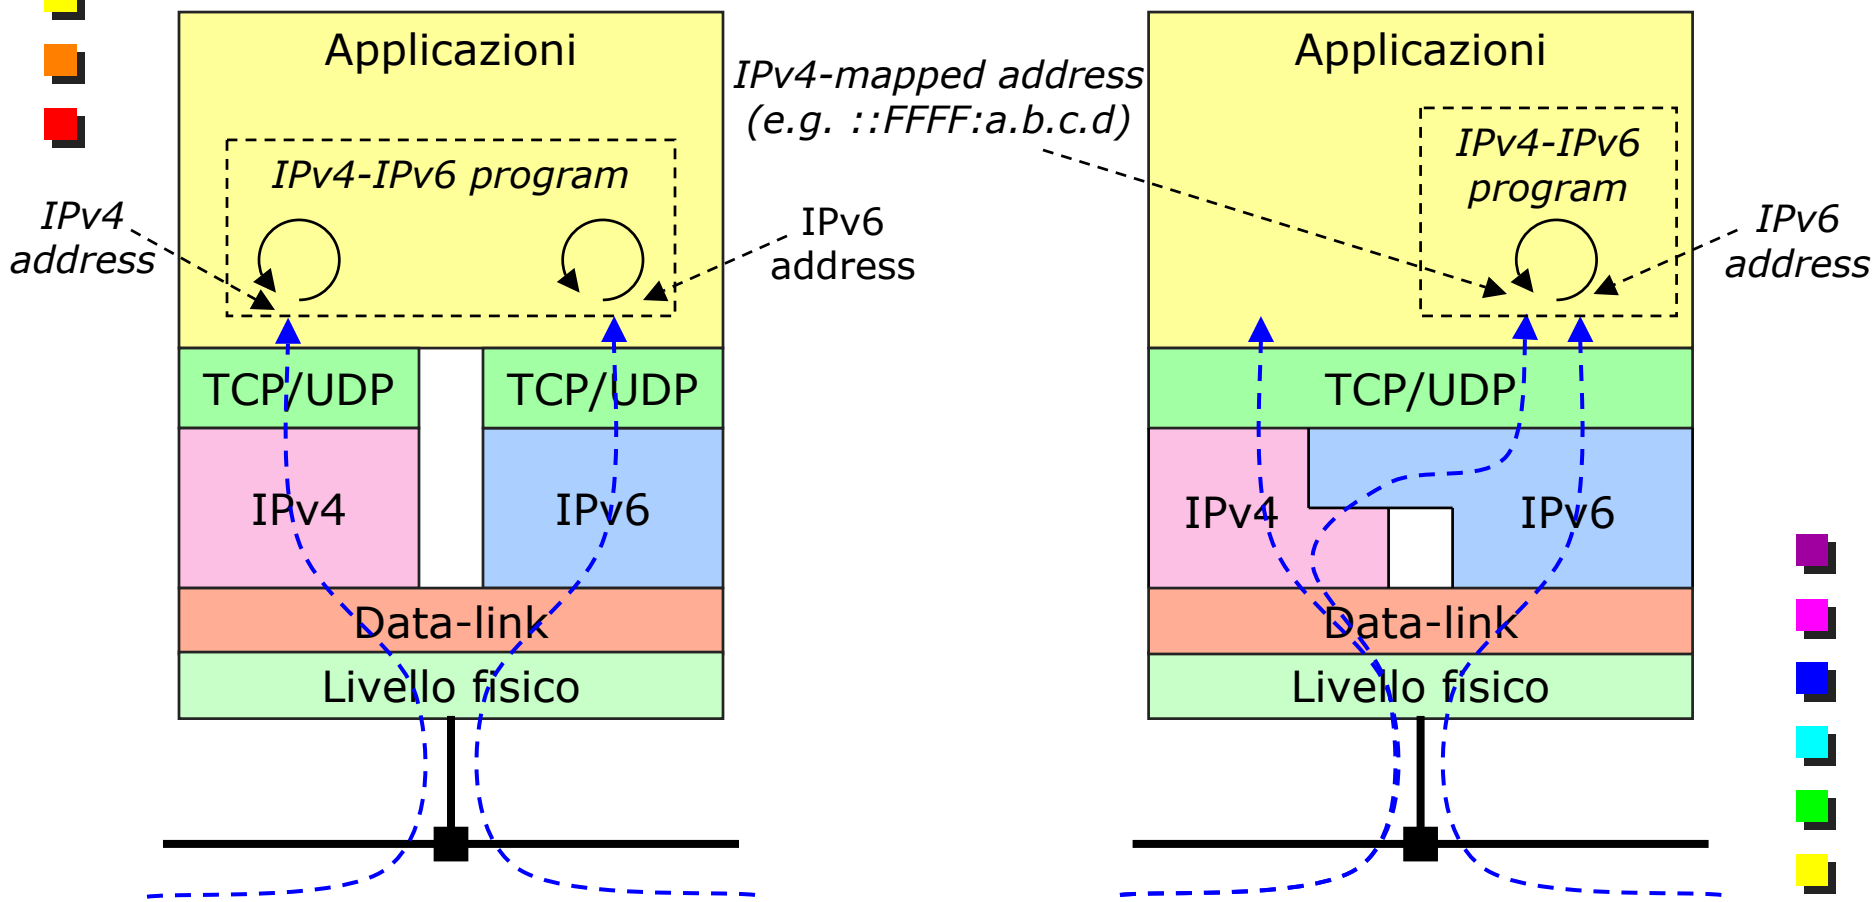 Applicazioni
IPv4-IPv6 program
IPv4
address
IPv6
address
TCP/UDP
TCP/UDP
IPv4
IPv6
Data-link
Livello fisico
IPv4-mapped address
(e.g. ::FFFF:a.b.c.d)
Applicazioni
IPv4-IPv6
program
IPv6
address
TCP/UDP
IPv4
IPv6
Data-link
Livello fisico